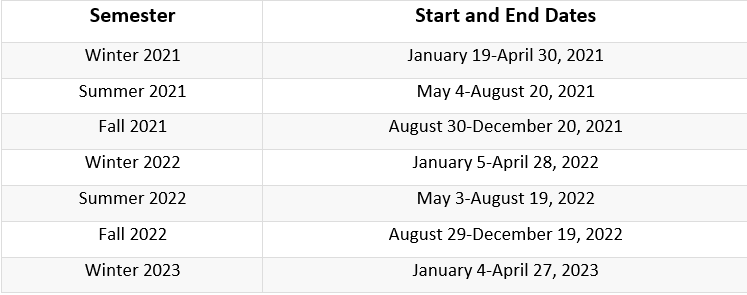 Semester Start and End Dates
Winter 2021 January 19-April 30, 2021
Summer 2021 May 4-August 20, 2021
Fall 2021 August 30-December 20, 2021
Winter 2022 January 5-April 28, 2022
Summer 2022 May 3-August 19, 2022
Fall 2022 August 29-December 19, 2022
Winter 2023 January 4-April 27, 2023